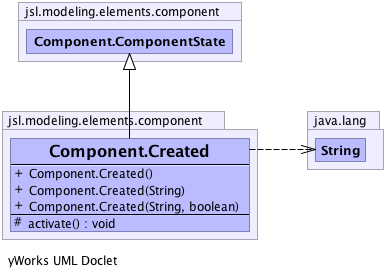 jsl.modeling.elements.component
Component.ComponentState
jsl.modeling.elements.component
Component.Created
+ Component.Created()
+ Component.Created(String)
+ Component.Created(String, boolean)
# activate() : void
java.lang
String
yWorks UML Doclet